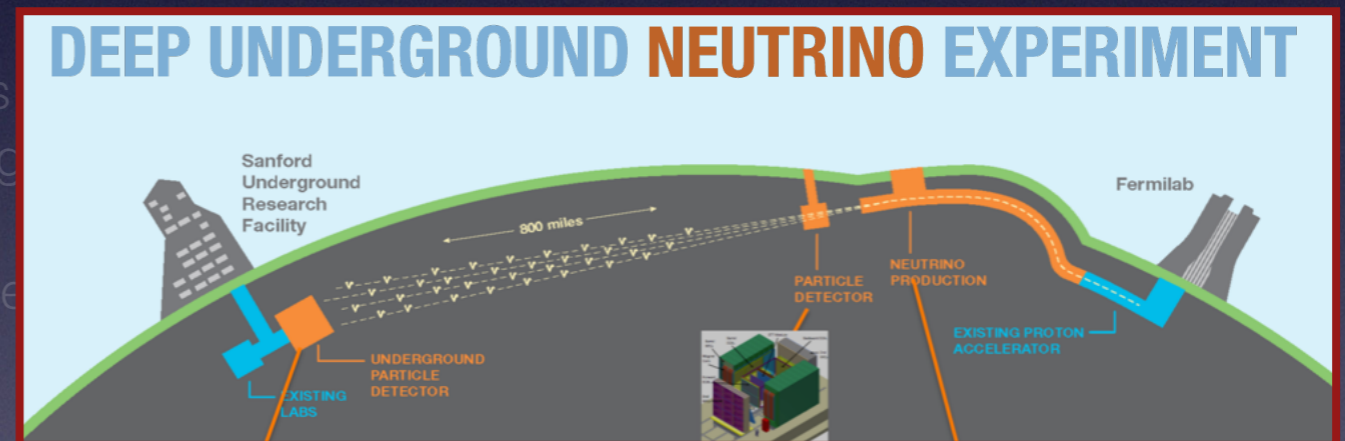 DEEP UNDERGROUND NEUTRINO EXPERIMENT
Sanford
Underground
Research
Facility
Fermilab
800 miles
PARTICLE
DETECTOR
NEUTRINO
PRODUCTION
EXISTING PROTON
ACCELERATOR
UNDERGROUND
PARTICLE
DETECTOR
EXISTING
LABS